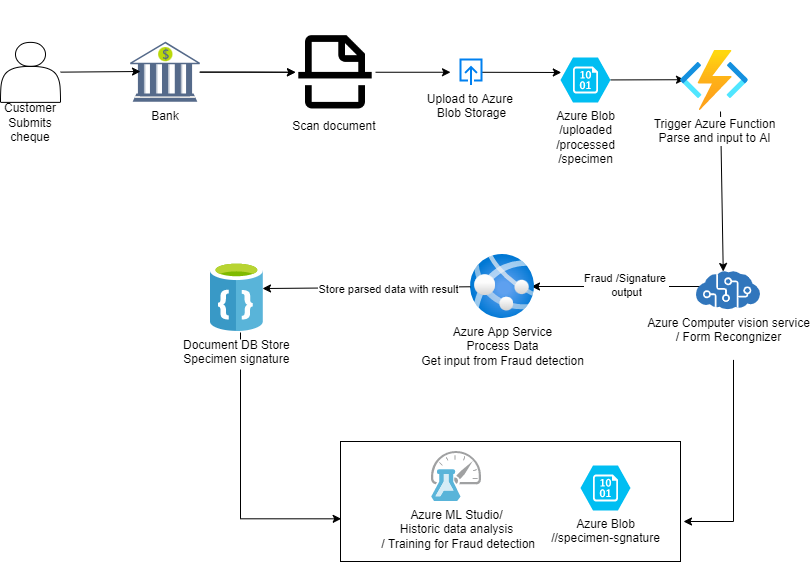 Customer
Submits
cheque
Bank
Scan document
Upload to Azure
Blob Storage
10
01
Azure Blob
/uploaded
/processed
/specimen
Trigger Azure Function
Parse and input to AI
Fraud /Signature
output
Store parsed data with result
Azure Computer vision service
/ Form Recongnizer
Azure App Service
Process Data
Get input from Fraud detection
Document DB Store
Specimen signature
Azure ML Studio/
Historic data analysis
/ Training for Fraud detection
10
01
Azure Blob
//specimen-sgnature